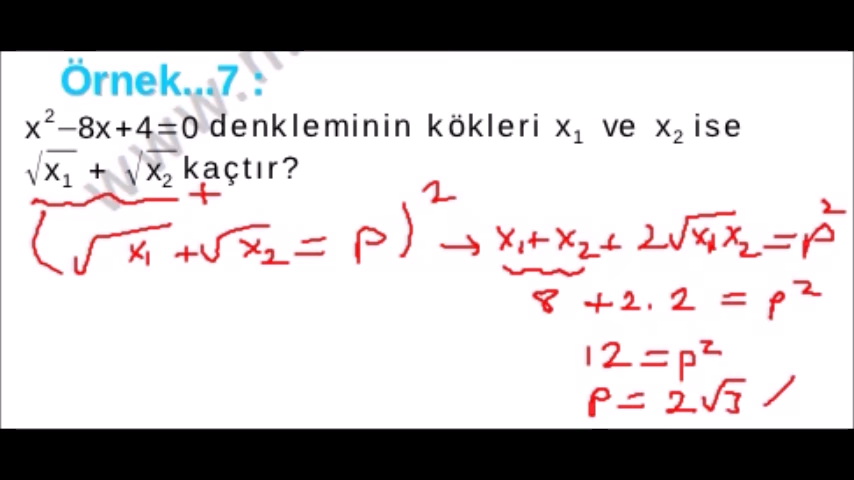 Örnek...7 :
x²−8x+4=0 denkleminin kökleri x₁ ve x₂ ise
√x₁ + √x₂ kaçtır?
+
(√x₁ + √x₂ = p)² → x₁+x₂ + 2√x₁x₂ = p²
8 + 2.2 = p²
12 = p²
p = 2√3
www.m